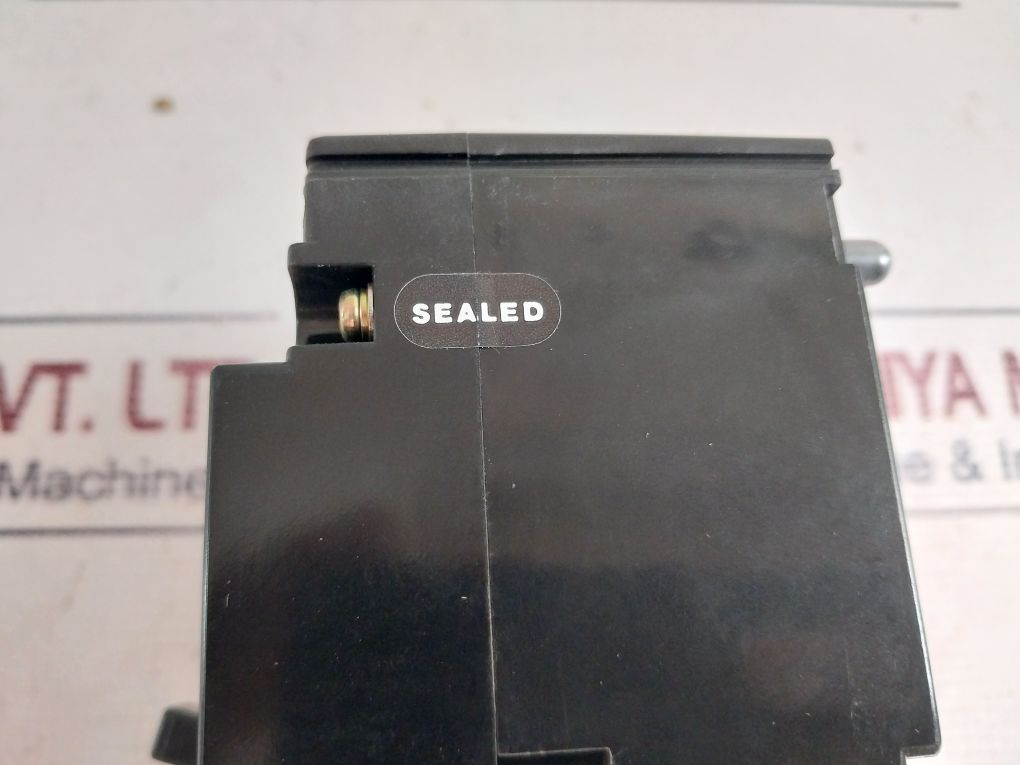 SEALED
VT. LT
IYA
Machine
& I